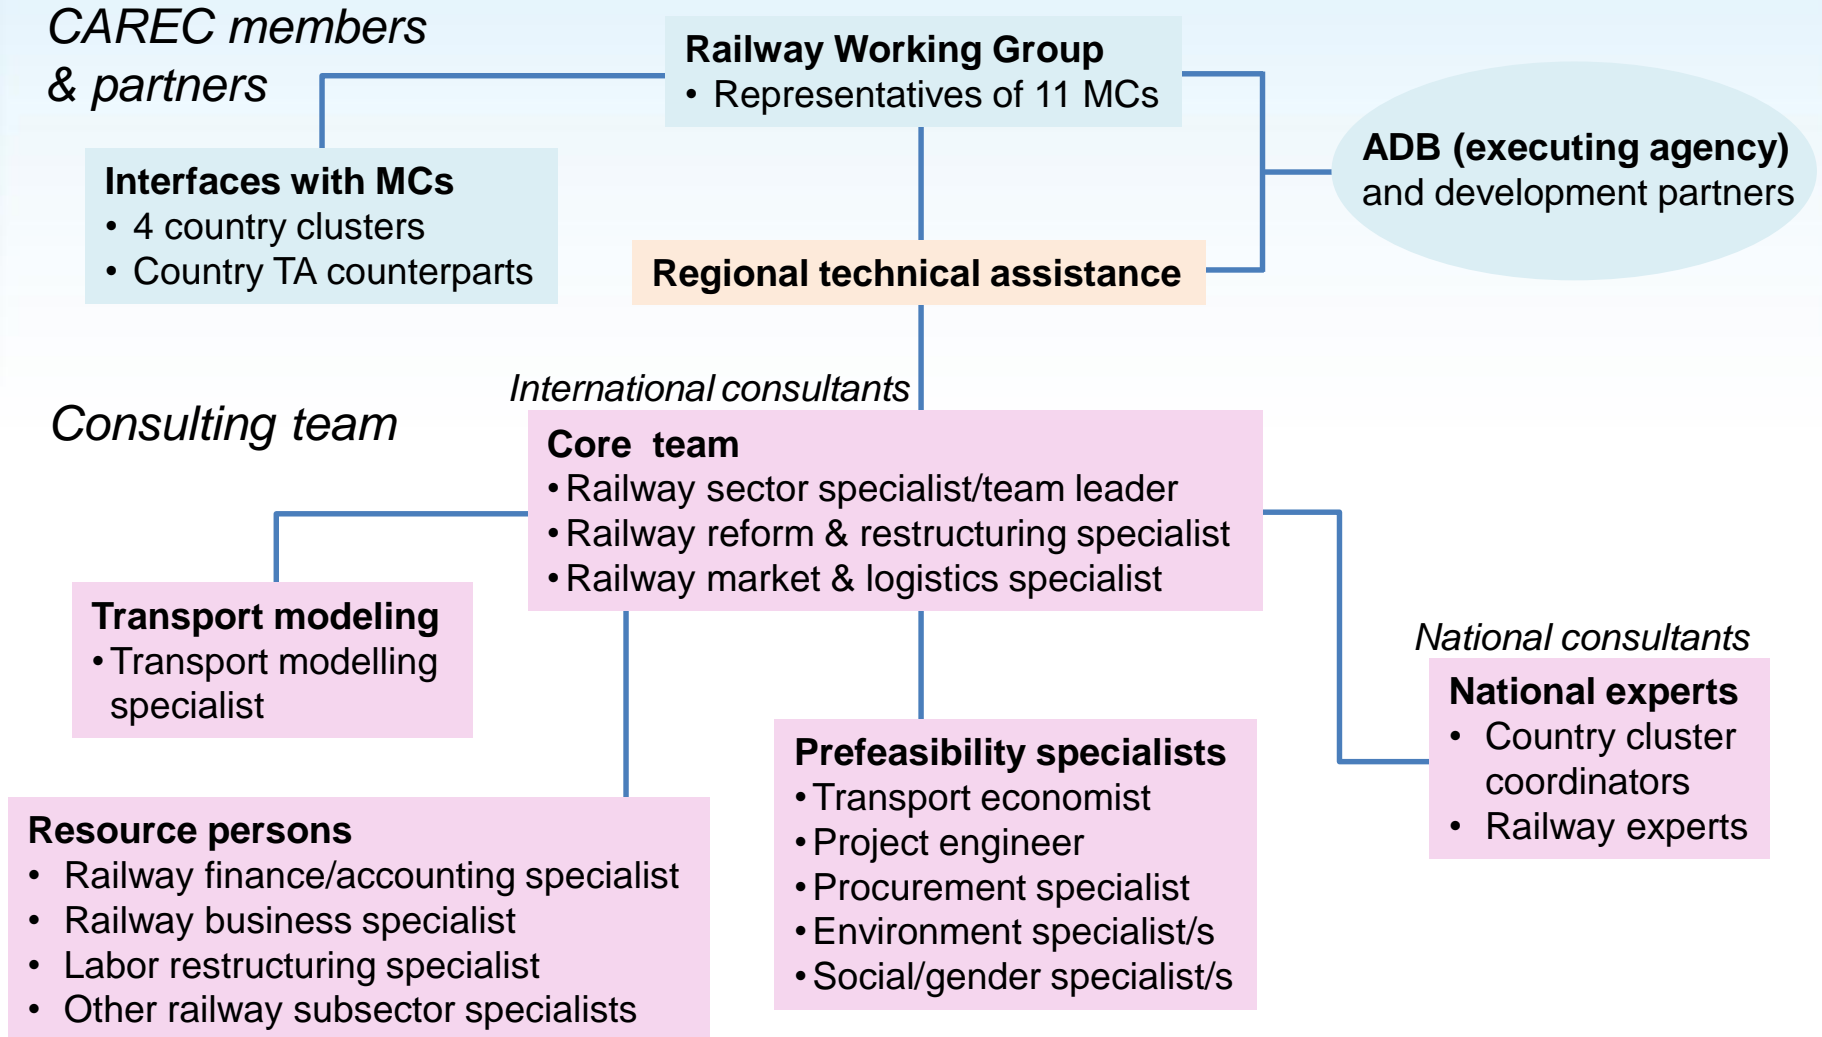 CAREC members
& partners
Railway Working Group
• Representatives of 11 MCs
ADB (executing agency)
and development partners
Interfaces with MCs
• 4 country clusters
• Country TA counterparts
Regional technical assistance
Consulting team
International consultants
Core team
• Railway sector specialist/team leader
• Railway reform & restructuring specialist
• Railway market & logistics specialist
Transport modeling
• Transport modelling
specialist
National consultants
National experts
• Country cluster
coordinators
• Railway experts
Resource persons
• Railway finance/accounting specialist
• Railway business specialist
• Labor restructuring specialist
• Other railway subsector specialists
Prefeasibility specialists
• Transport economist
• Project engineer
• Procurement specialist
• Environment specialist/s
• Social/gender specialist/s